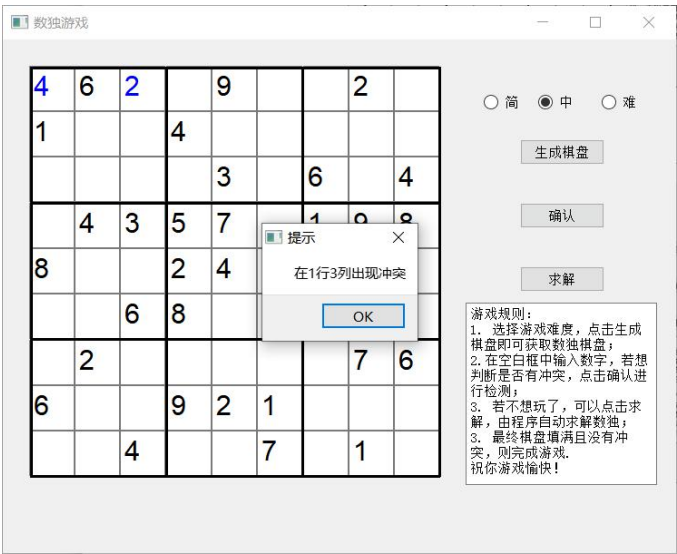 数独游戏
4 6 2 9 2
1 4
3 6 4
4 3 5 7 1 9 8
8 2 4
6 8
2 7 6
6 9 2 1
4 7 1
提示
在1行3列出现冲突
OK
简 中 难
生成棋盘
确认
求解
游戏规则：
1. 选择游戏难度，点击生成
棋盘即可获取数独棋盘；
2.在空白框中输入数字，若想
判断是否有冲突，点击确认进
行检测；
3. 若不想玩了，可以点击求
解，由程序自动求解数独；
3. 最终棋盘填满且没有冲
突，则完成游戏.
祝你游戏愉快！